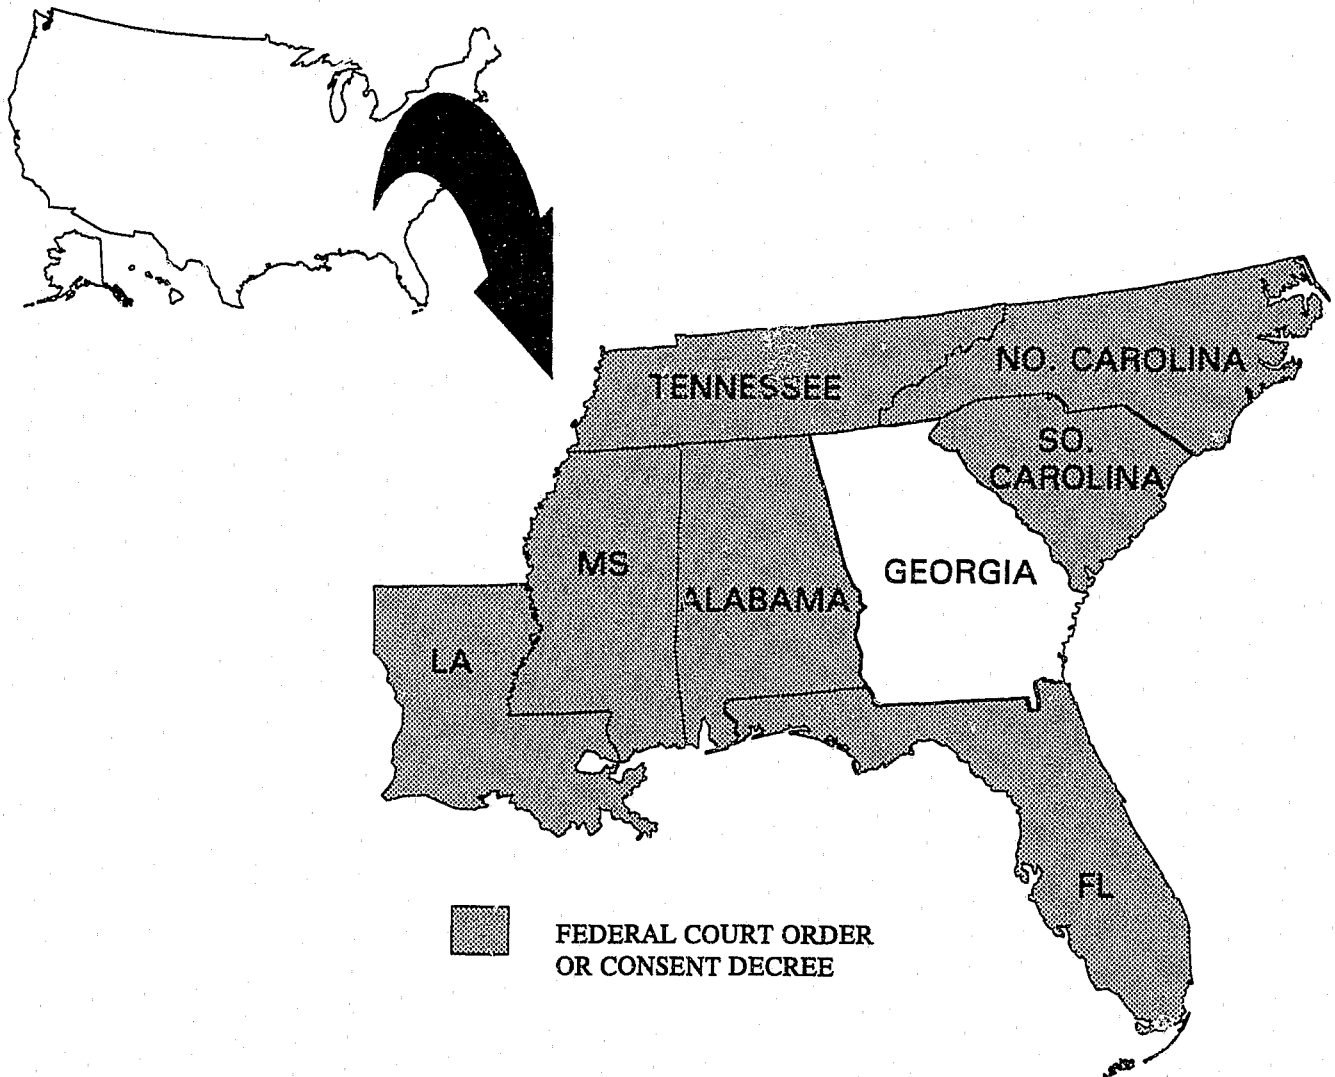 TENNESSEE
NO. CAROLINA
SO.
CAROLINA
MS
ALABAMA
GEORGIA
LA
FL
FEDERAL COURT ORDER
OR CONSENT DECREE